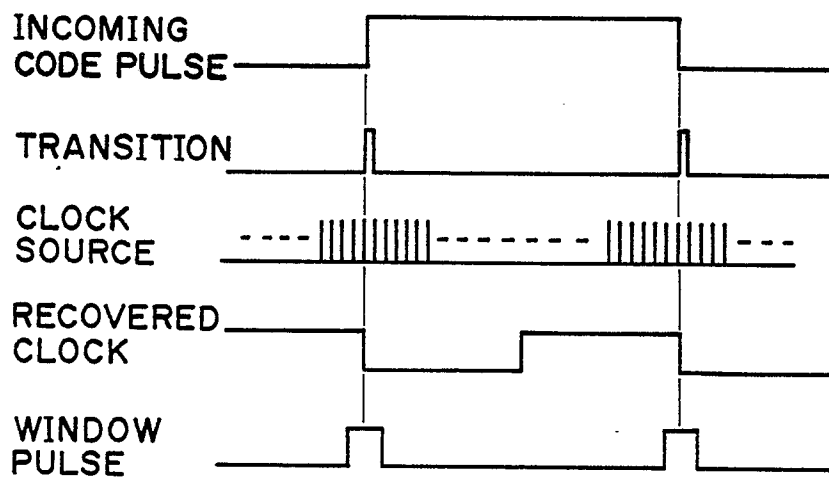 INCOMING
CODE PULSE
TRANSITION
CLOCK
SOURCE
RECOVERED
CLOCK
WINDOW
PULSE